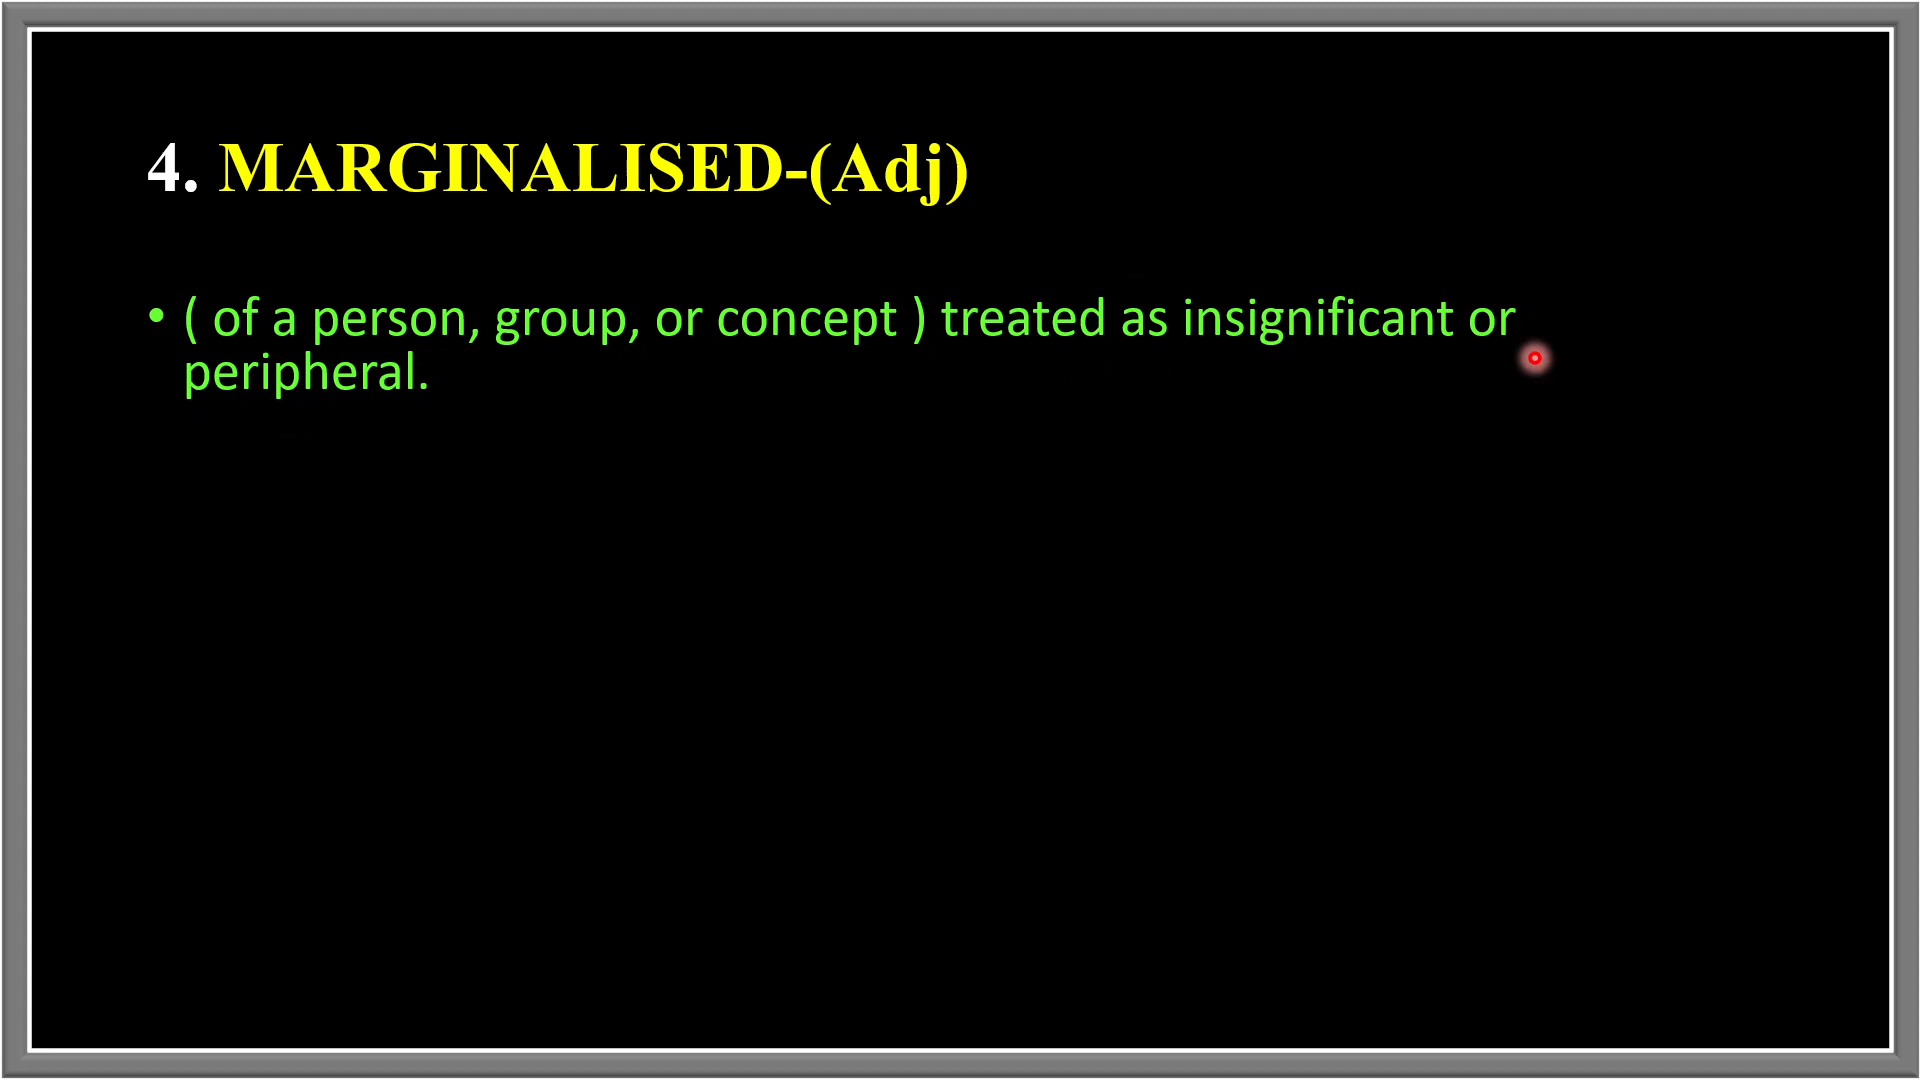 4. MARGINALISED-(Adj)
• ( of a person, group, or concept ) treated as insignificant or
peripheral.